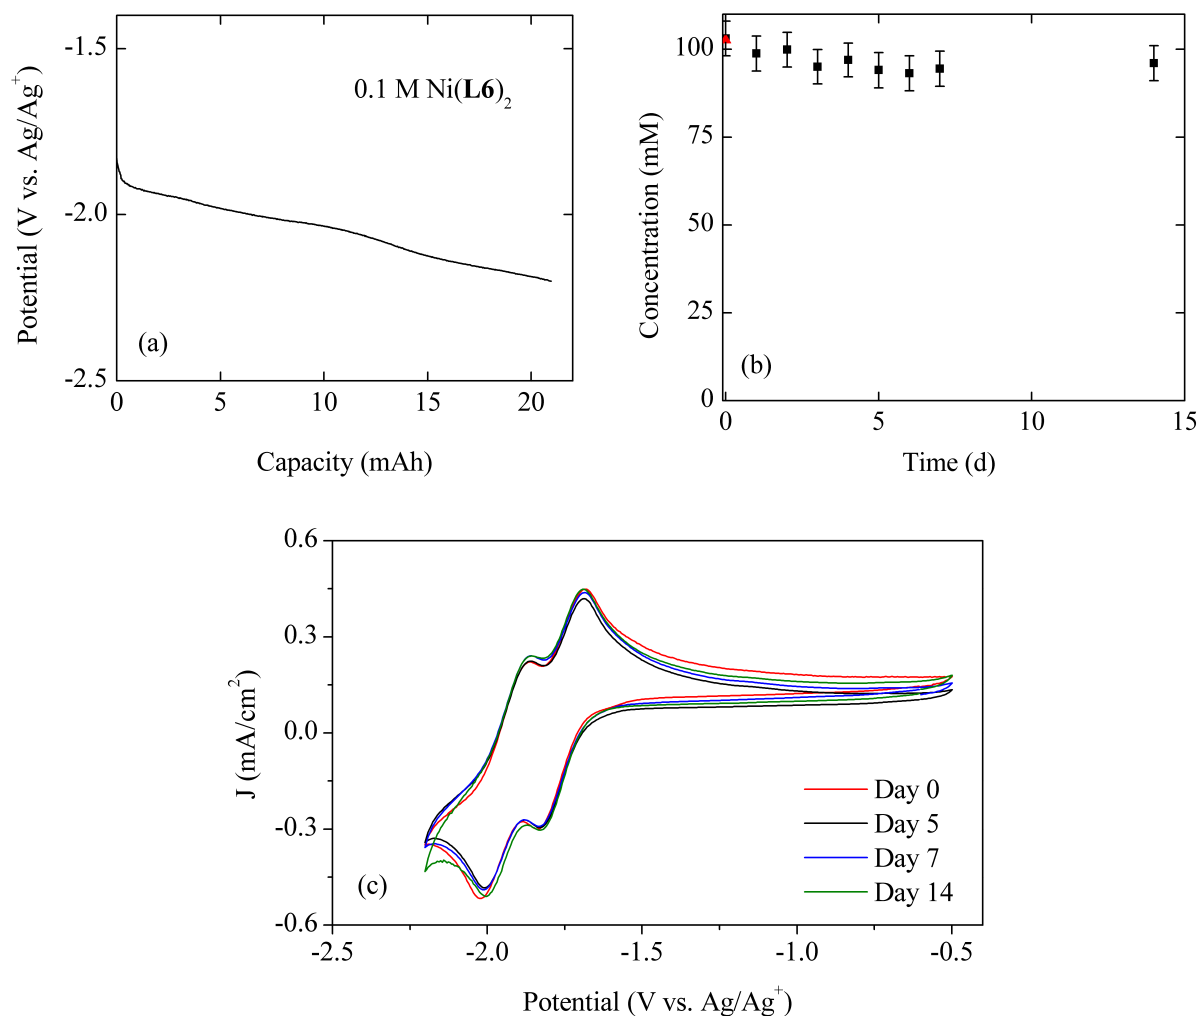 -1.5
-2.0
-2.5
Potential (V vs. Ag/Ag⁺)
0.1 M Ni(L6)₂
(a)
0 5 10 15 20
Capacity (mAh)
100
75
50
25
0
Concentration (mM)
(b)
0 5 10 15
Time (d)
0.6
0.3
0.0
-0.3
-0.6
J (mA/cm²)
Day 0
Day 5
Day 7
Day 14
(c)
-2.5 -2.0 -1.5 -1.0 -0.5
Potential (V vs. Ag/Ag⁺)